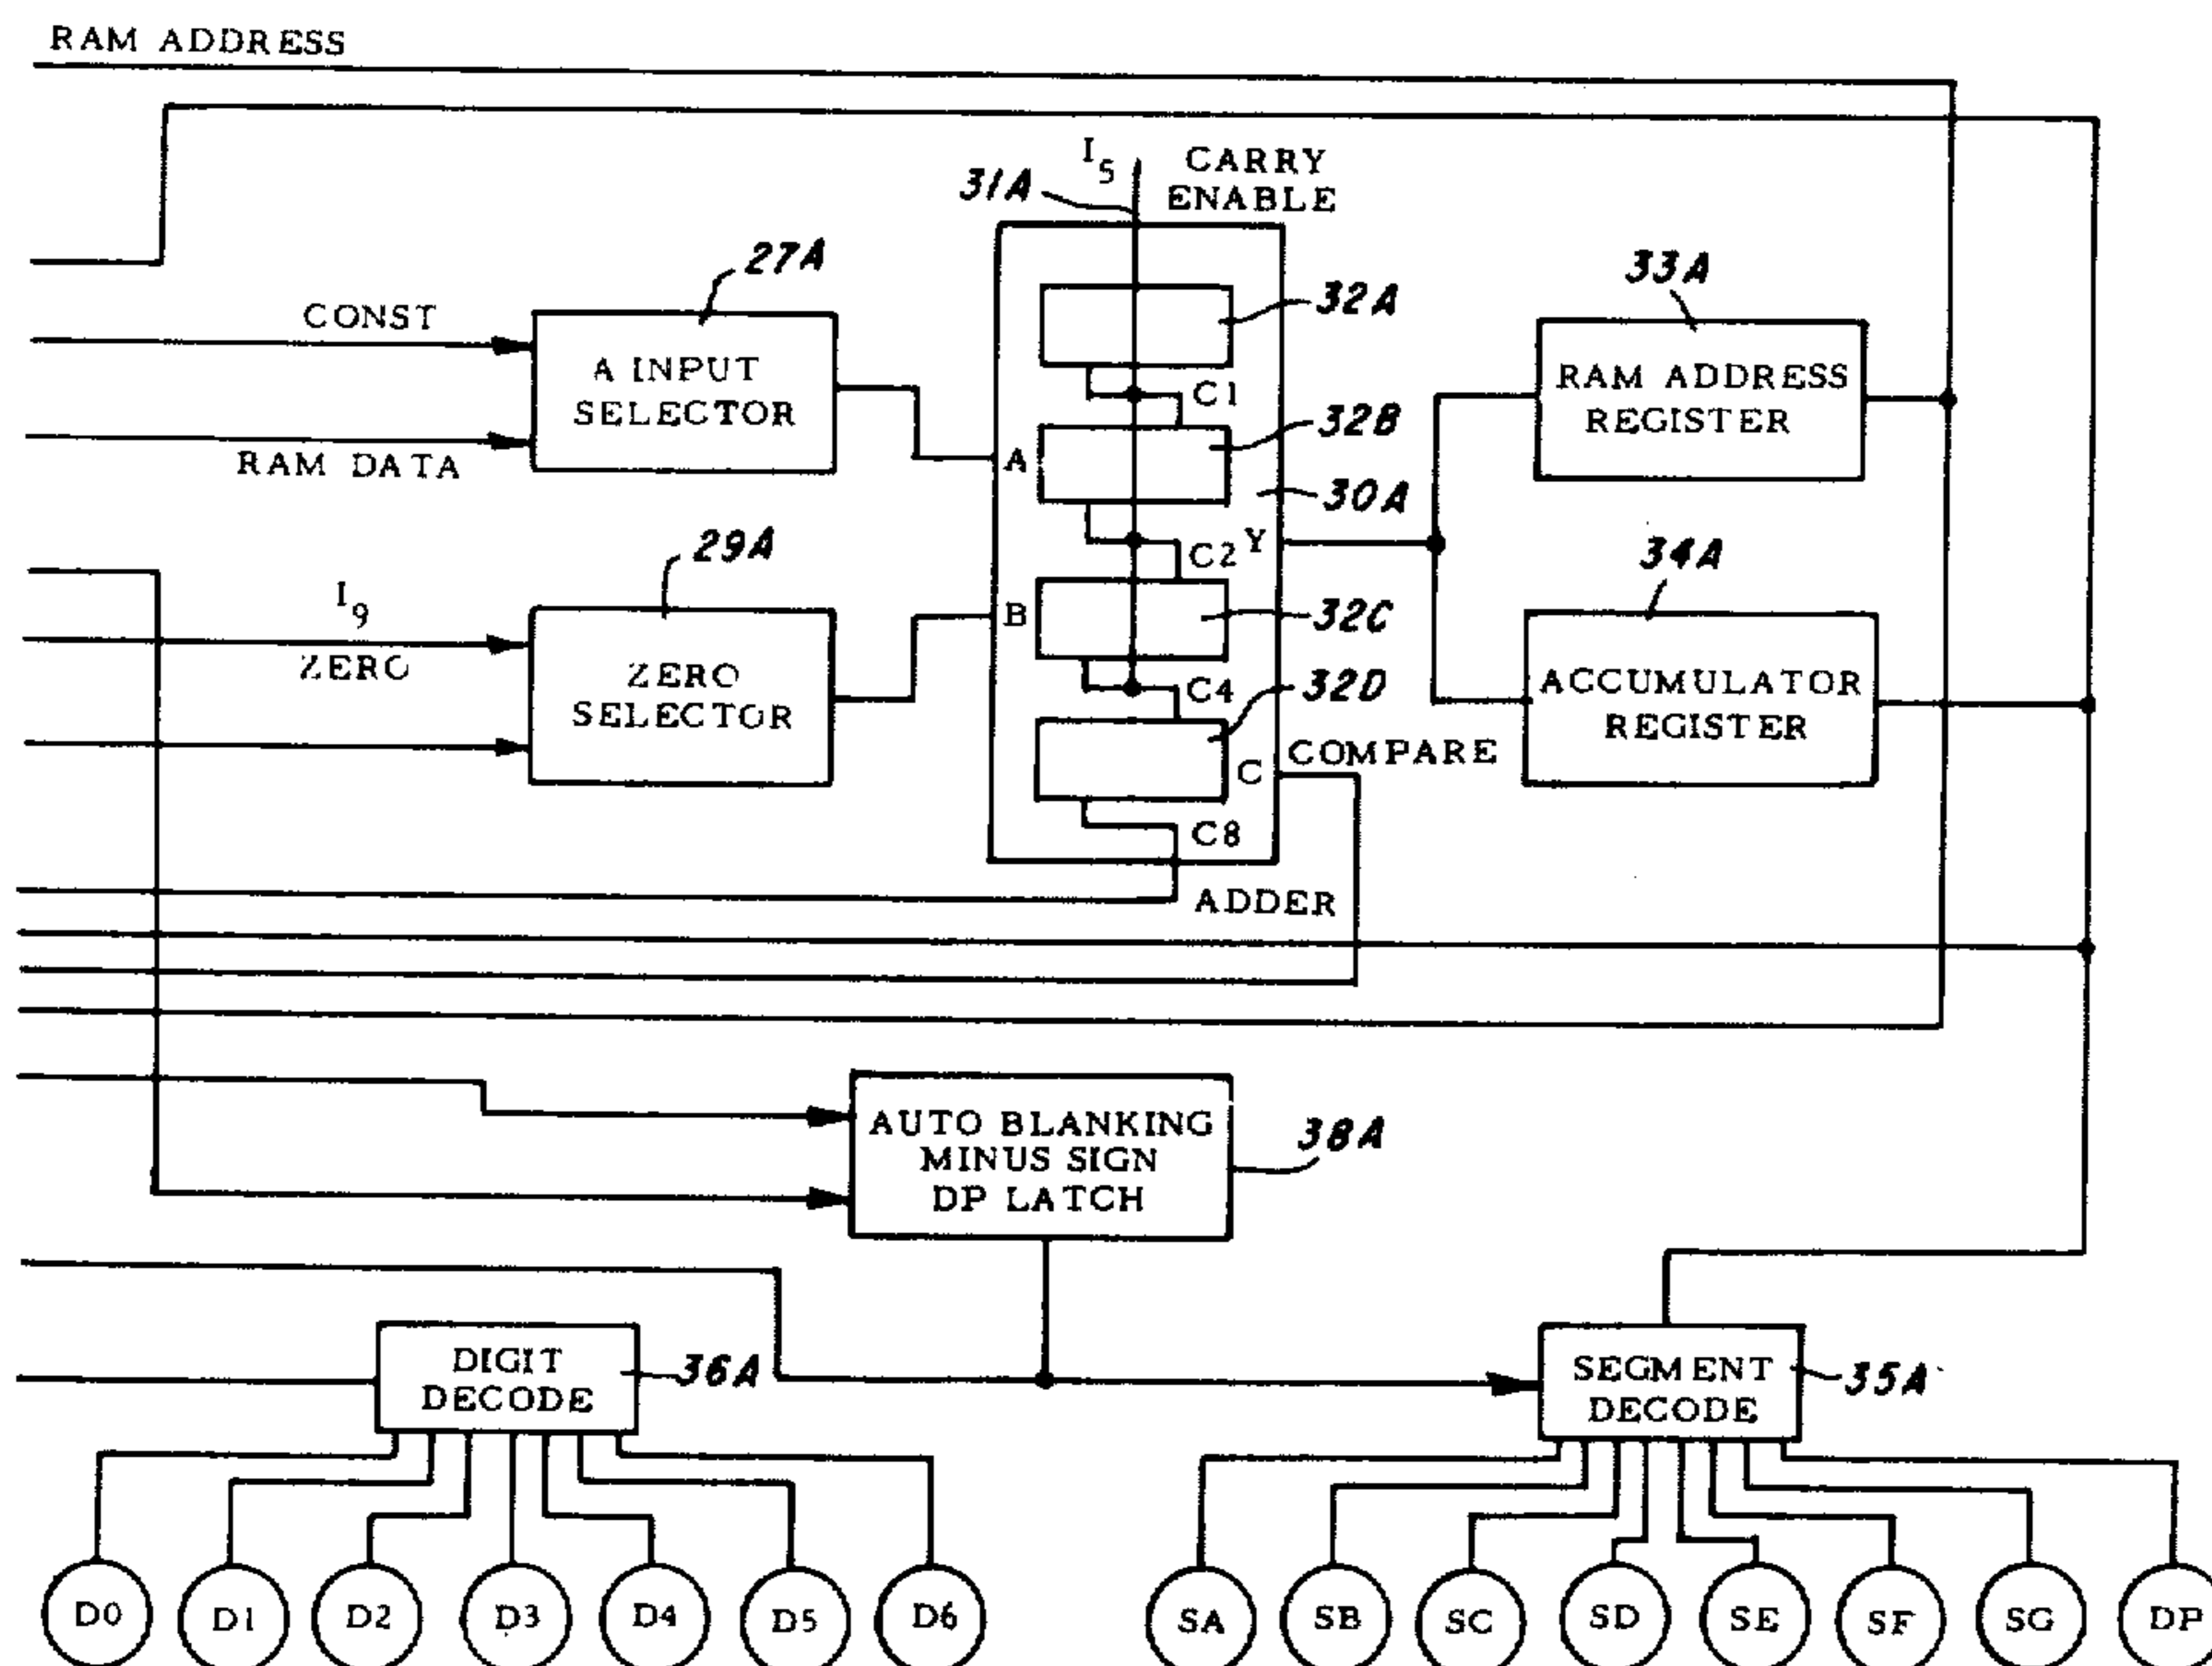 RAM ADDRESS
I5
CARRY
ENABLE
31A
27A
CONST
A INPUT
SELECTOR
RAM DATA
32A
C1
33A
RAM ADDRESS
REGISTER
32B
A
30A
29A
C2
Y
34A
I9
ZERO
ZERO
SELECTOR
B
32C
C4
32D
ACCUMULATOR
REGISTER
C
COMPARE
C8
ADDER
AUTO BLANKING
MINUS SIGN
DP LATCH
38A
DIGIT
DECODE
36A
SEGMENT
DECODE
35A
D0 D1 D2 D3 D4 D5 D6 SA SB SC SD SE SF SG DP